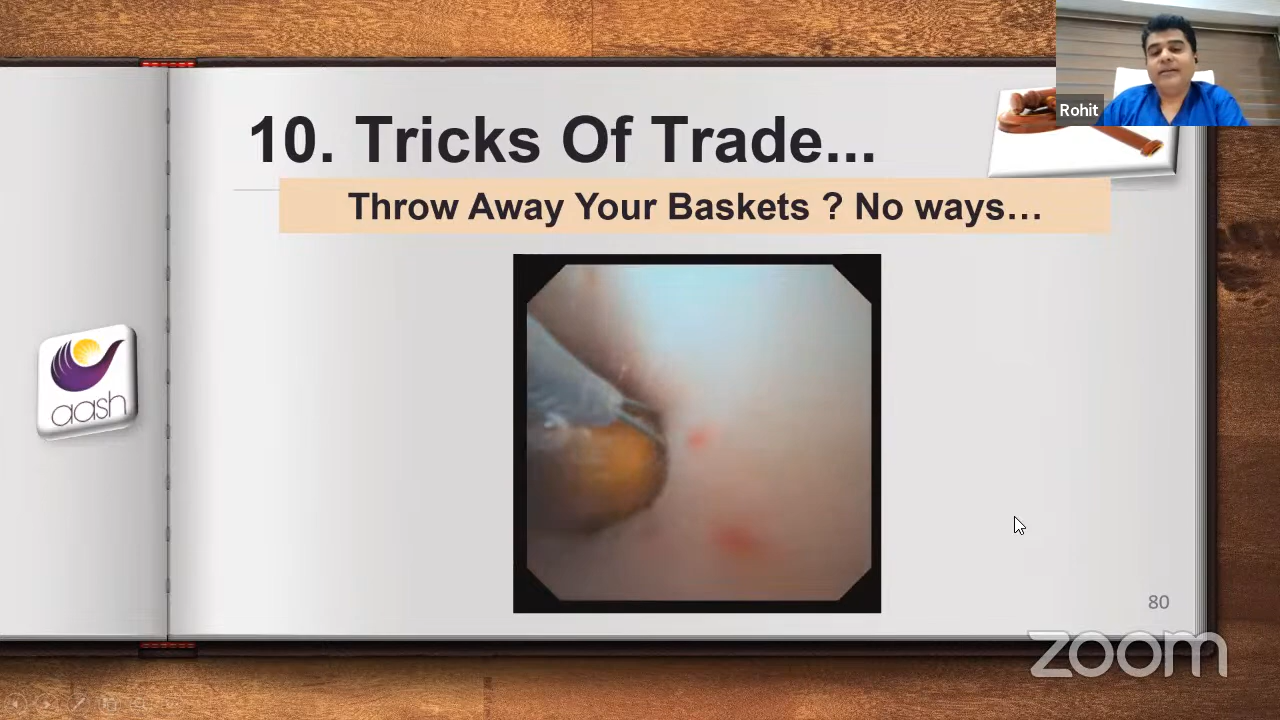 Rohit
10. Tricks Of Trade...
Throw Away Your Baskets ? No ways…
aash
80
zoom